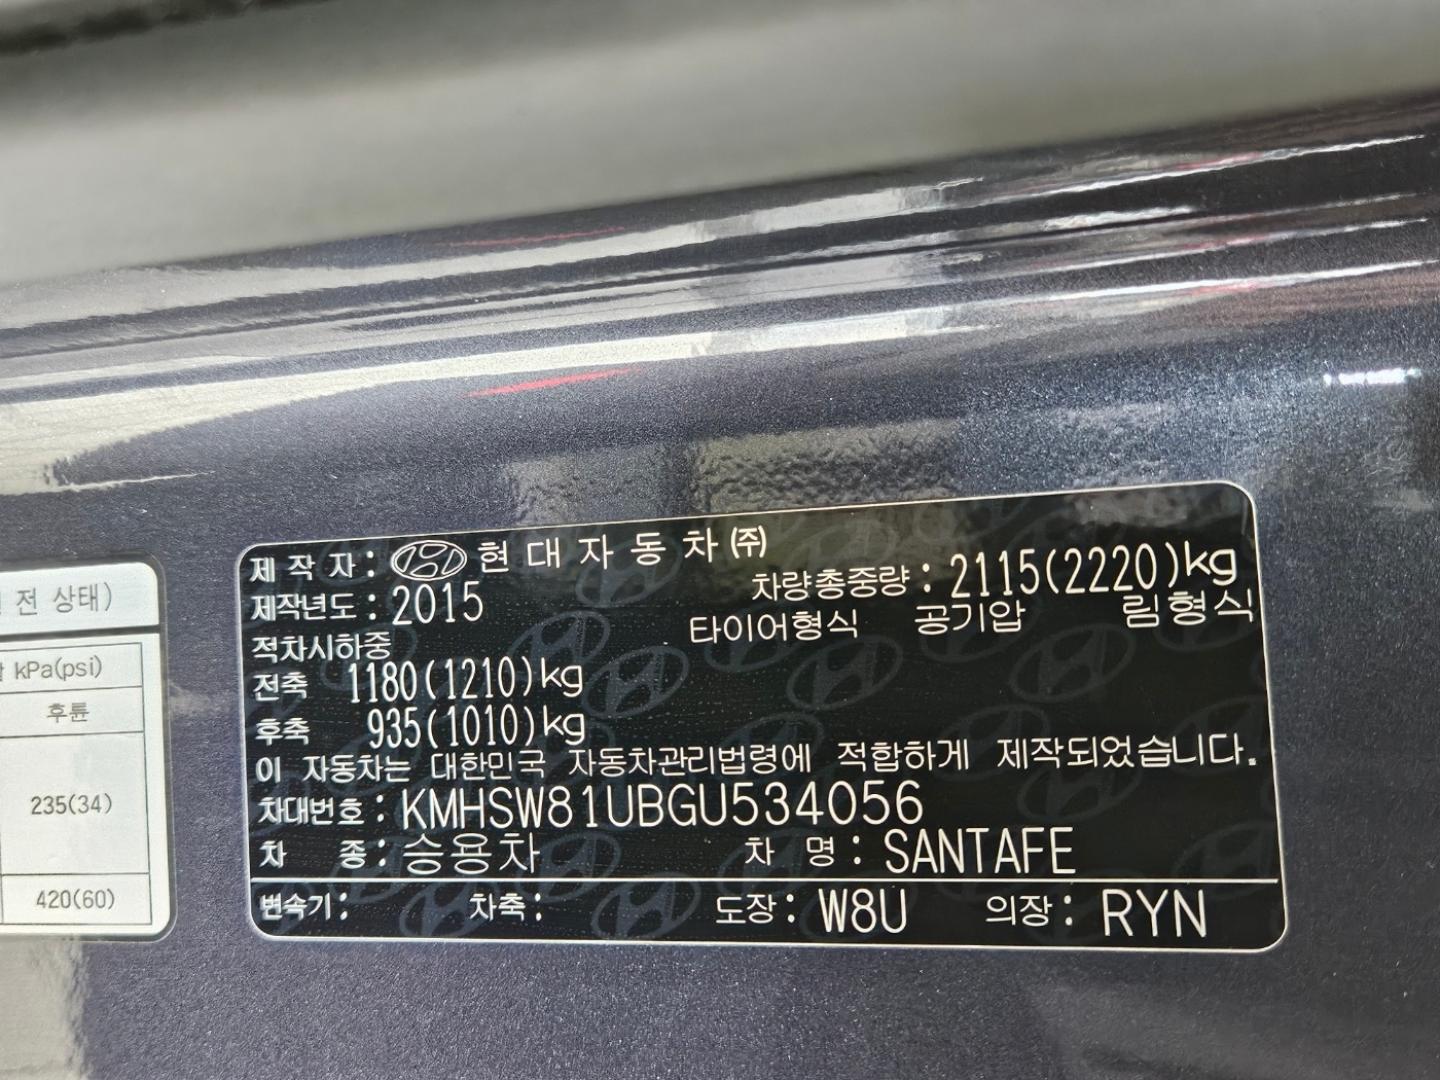 전 상태)
kPa(psi)
후륜
235(34)
420(60)
제 작 자 : 현 대 자 동 차 ㈜
제작년도 : 2015
차량총중량 : 2115(2220)kg
타이어형식 공기압 림형식
적차시하중
전축 1180(1210)kg
후축 935(1010)kg
이 자동차는 대한민국 자동차관리법령에 적합하게 제작되었습니다.
차대번호 : KMHSW81UBGU534056
차 종 : 승용차 차 명 : SANTAFE
변속기 : 차축 : 도장 : W8U 의장 : RYN